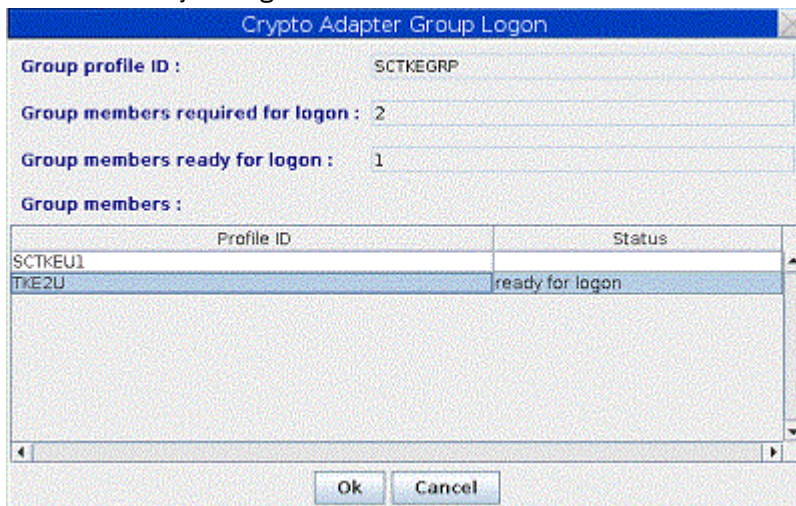 Crypto Adapter Group Logon
Group profile ID : SCTKEGRP
Group members required for logon : 2
Group members ready for logon : 1
Group members :
Profile ID Status
SCTKEU1
TKE2U ready for logon
Ok Cancel